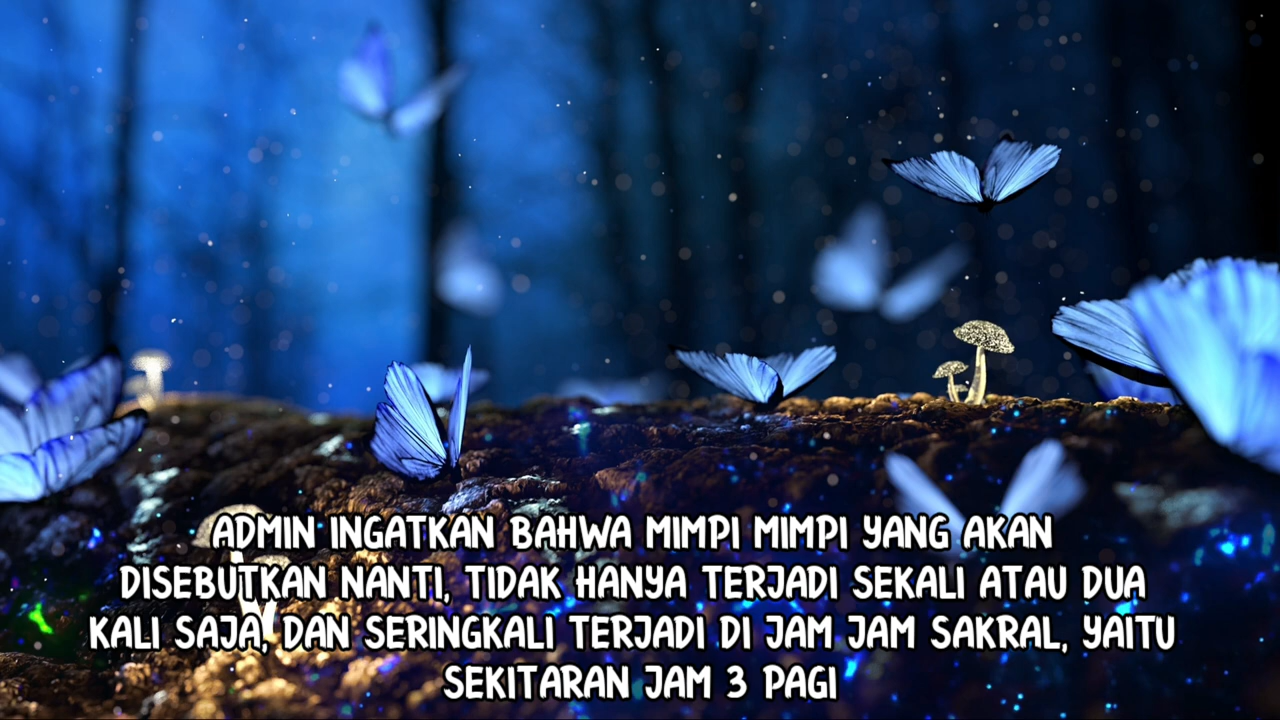 ADMIN INGATKAN BAHWA MIMPI MIMPI YANG AKAN
DISEBUTKAN NANTI, TIDAK HANYA TERJADI SEKALI ATAU DUA
KALI SAJA, DAN SERINGKALI TERJADI DI JAM JAM SAKRAL, YAITU
SEKITARAN JAM 3 PAGI